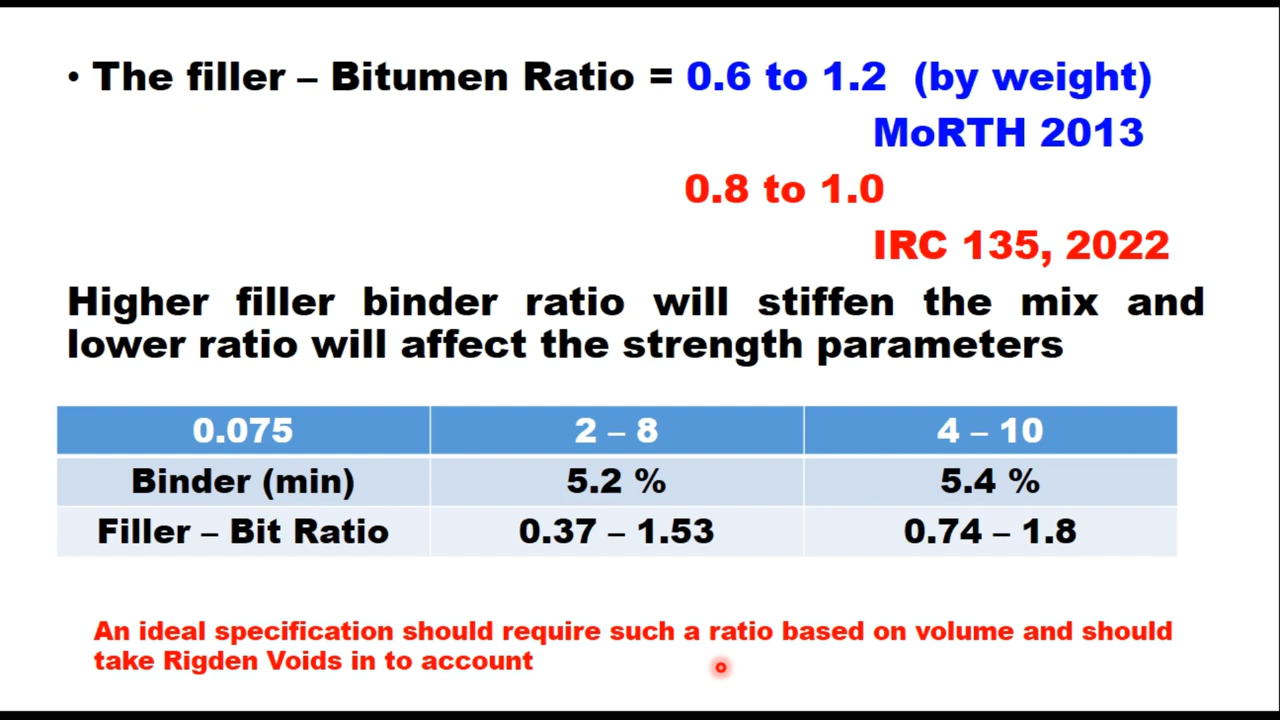 • The filler – Bitumen Ratio = 0.6 to 1.2 (by weight)
MoRTH 2013
0.8 to 1.0
IRC 135, 2022
Higher filler binder ratio will stiffen the mix and
lower ratio will affect the strength parameters
0.075 2 – 8 4 – 10
Binder (min) 5.2 % 5.4 %
Filler – Bit Ratio 0.37 – 1.53 0.74 – 1.8
An ideal specification should require such a ratio based on volume and should
take Rigden Voids in to account